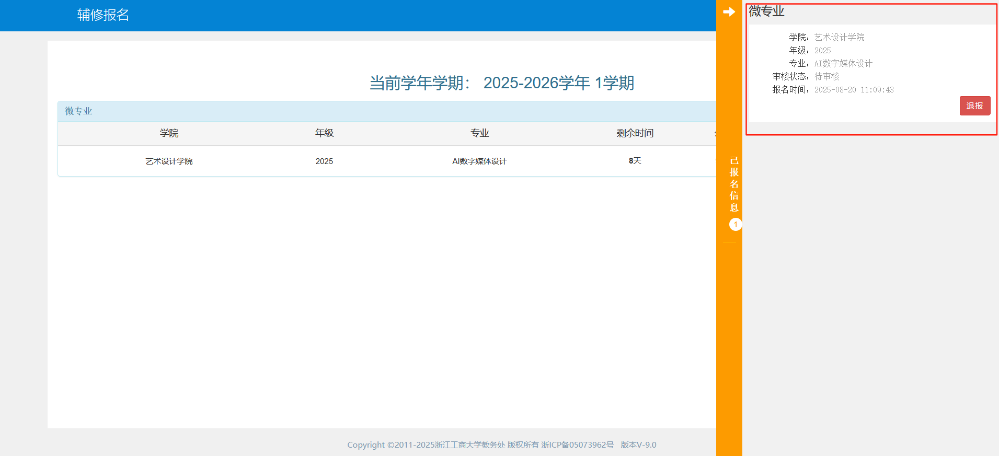 辅修报名
当前学年学期： 2025-2026学年 1学期
微专业
学院 年级 专业 剩余时间
艺术设计学院 2025 AI数字媒体设计 8天
Copyright ©2011-2025浙江工商大学教务处 版权所有 浙ICP备05073962号 版本V-9.0
已报名信息
1
微专业
学院：艺术设计学院
年级：2025
专业：AI数字媒体设计
审核状态：待审核
报名时间：2025-08-20 11:09:43
退报